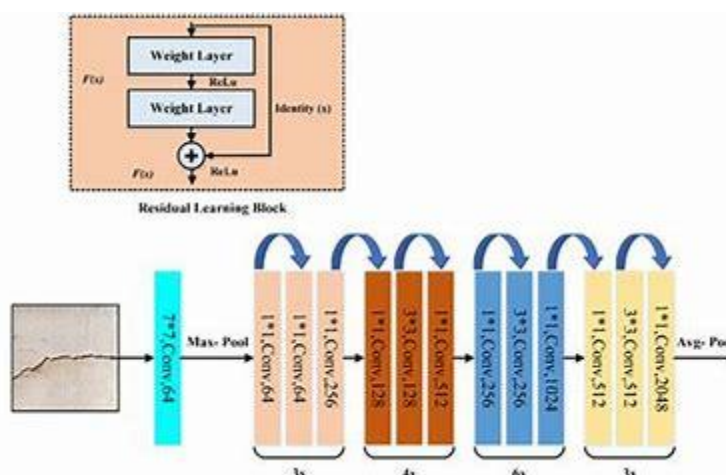 Weight Layer
F(x)
ReLu
Weight Layer
Identity (x)
F(x)
ReLu
Residual Learning Block
7*7,Conv,64
Max- Pool
1*1,Conv,64
1*1,Conv,64
1*1,Conv,256
1*1,Conv,128
3*3,Conv,128
1*1,Conv,512
1*1,Conv,256
3*3,Conv,256
1*1,Conv,1024
1*1,Conv,512
3*3,Conv,512
1*1,Conv,2048
Avg- Poo
3x
4x
6x
3x